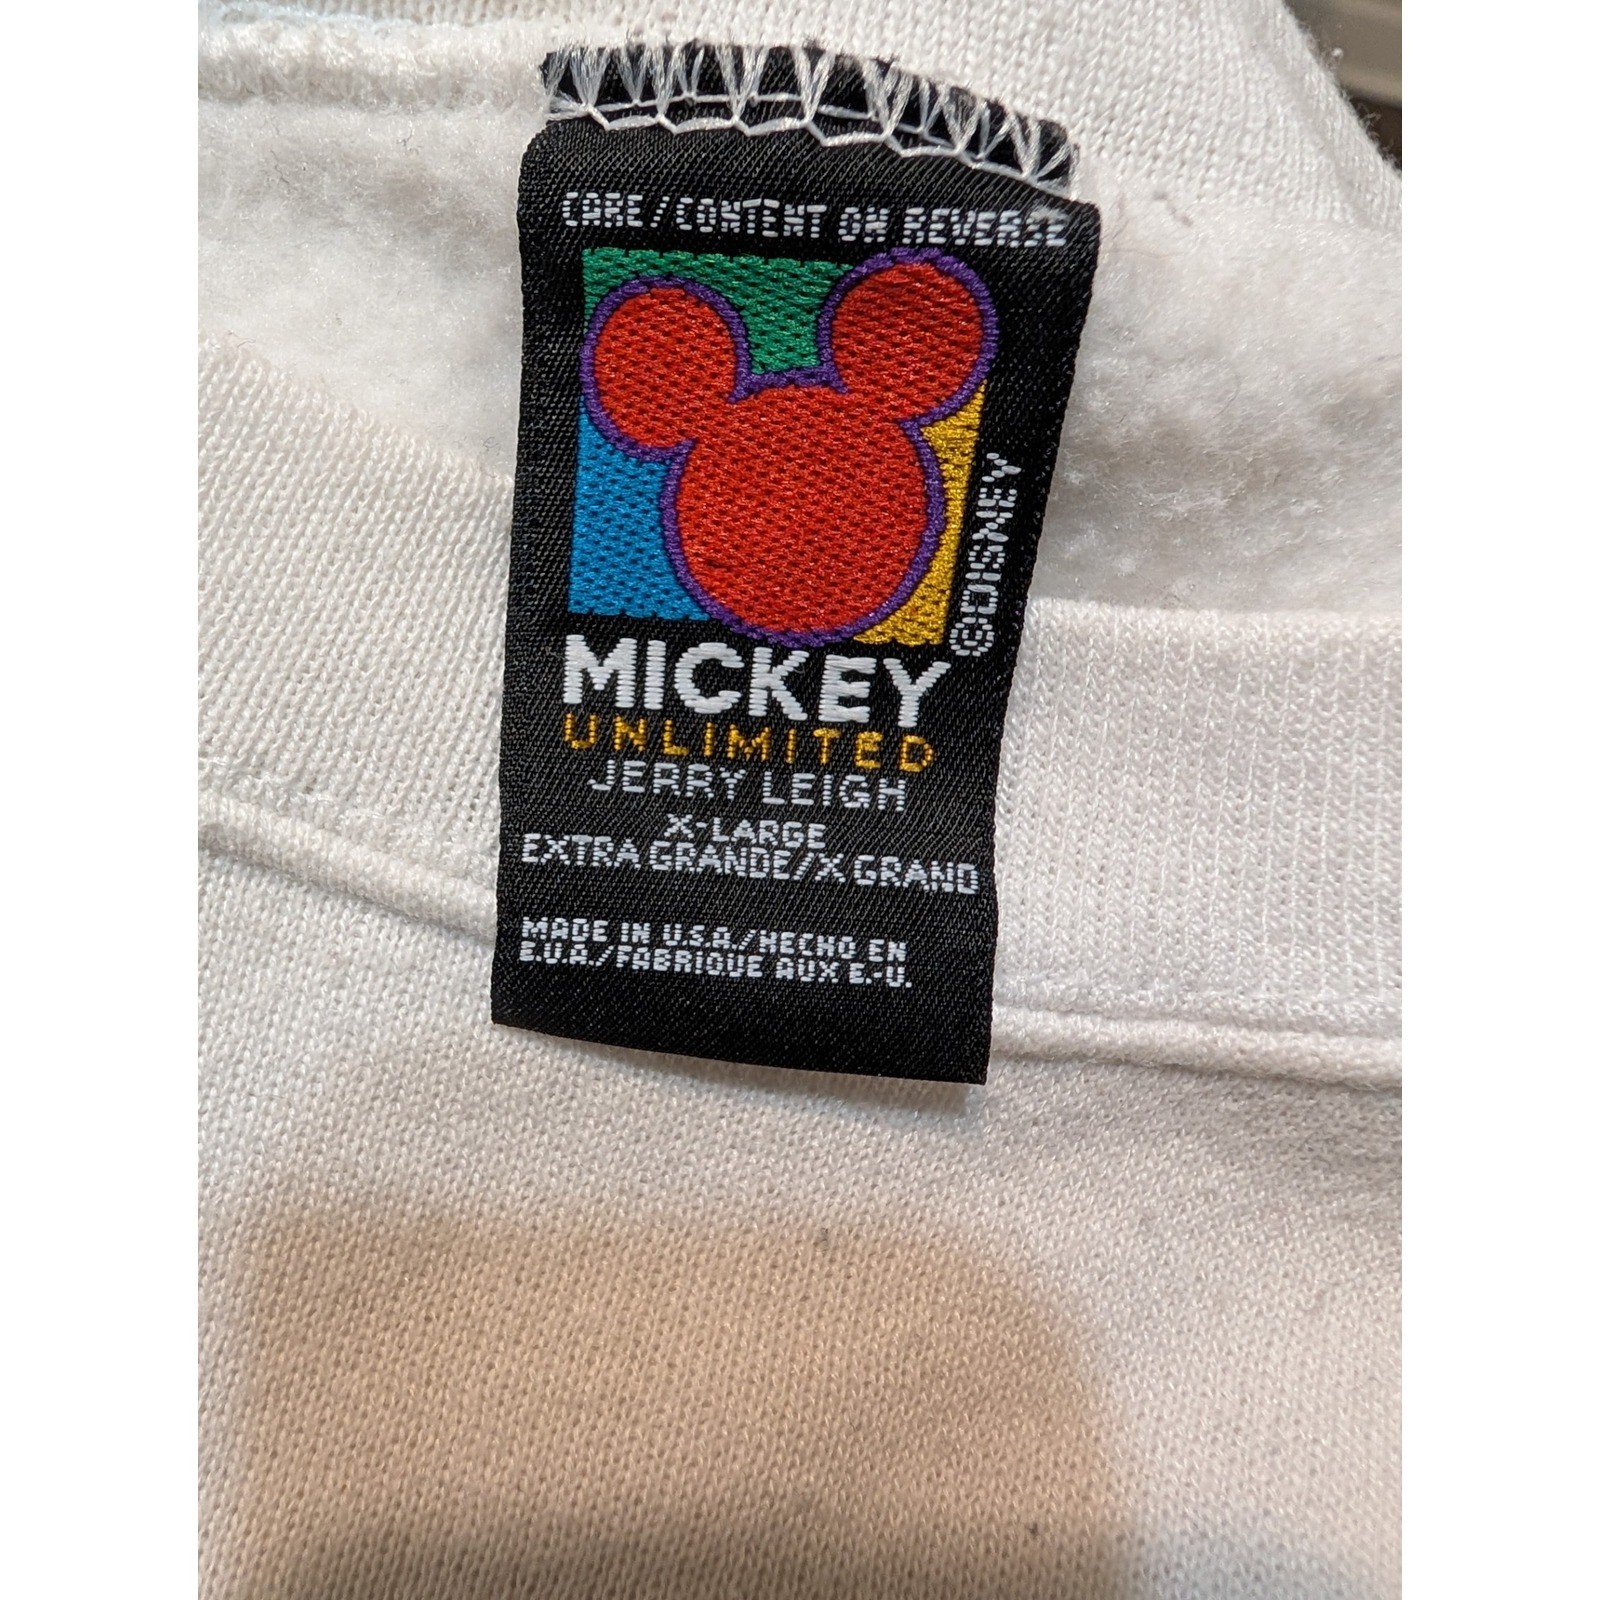 CARE/CONTENT ON REVERSE
©DISNEY
MICKEY
UNLIMITED
JERRY LEIGH
X-LARGE
EXTRA GRANDE/X GRAND
MADE IN U.S.A./HECHO EN
E.U.A./FABRIQUE AUX E.-U.